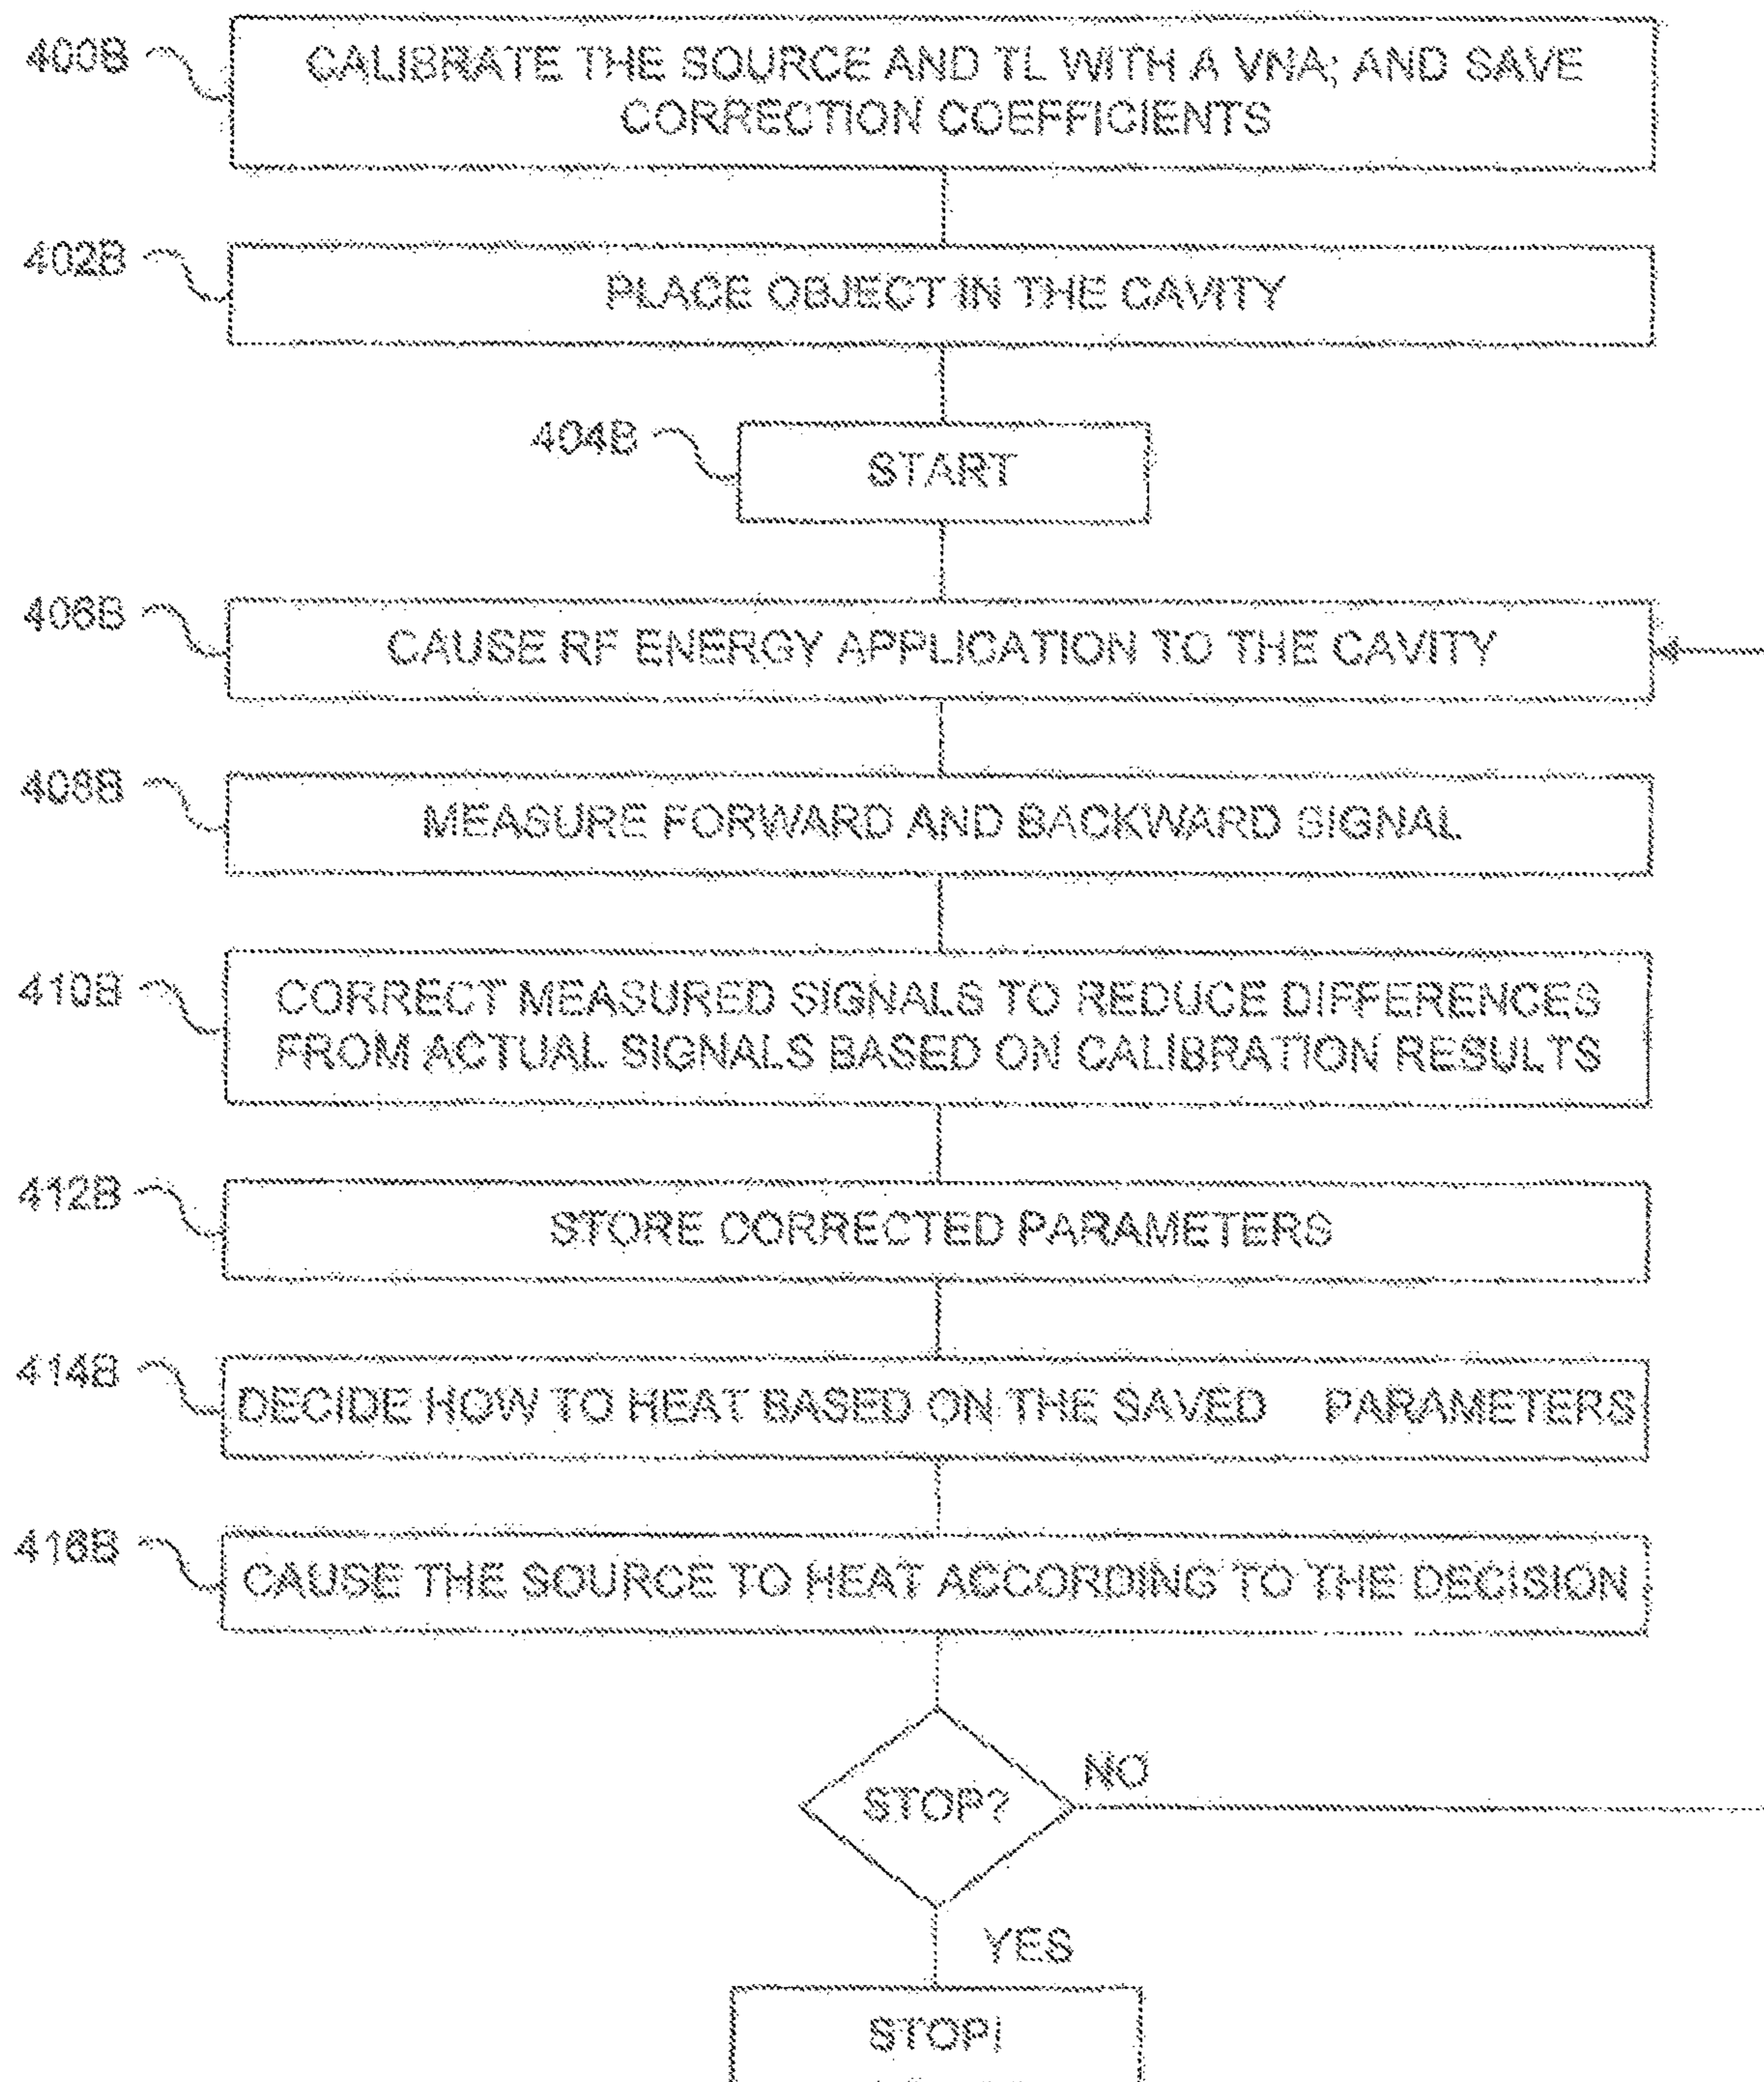 400B
CALIBRATE THE SOURCE AND TL WITH A VNA; AND SAVE
CORRECTION COEFFICIENTS
402B
PLACE OBJECT IN THE CAVITY
404B
START
406B
CAUSE RF ENERGY APPLICATION TO THE CAVITY
408B
MEASURE FORWARD AND BACKWARD SIGNAL
410B
CORRECT MEASURED SIGNALS TO REDUCE DIFFERENCES
FROM ACTUAL SIGNALS BASED ON CALIBRATION RESULTS
412B
STORE CORRECTED PARAMETERS
414B
DECIDE HOW TO HEAT BASED ON THE SAVED PARAMETERS
416B
CAUSE THE SOURCE TO HEAT ACCORDING TO THE DECISION
STOP?
NO
YES
STOP!